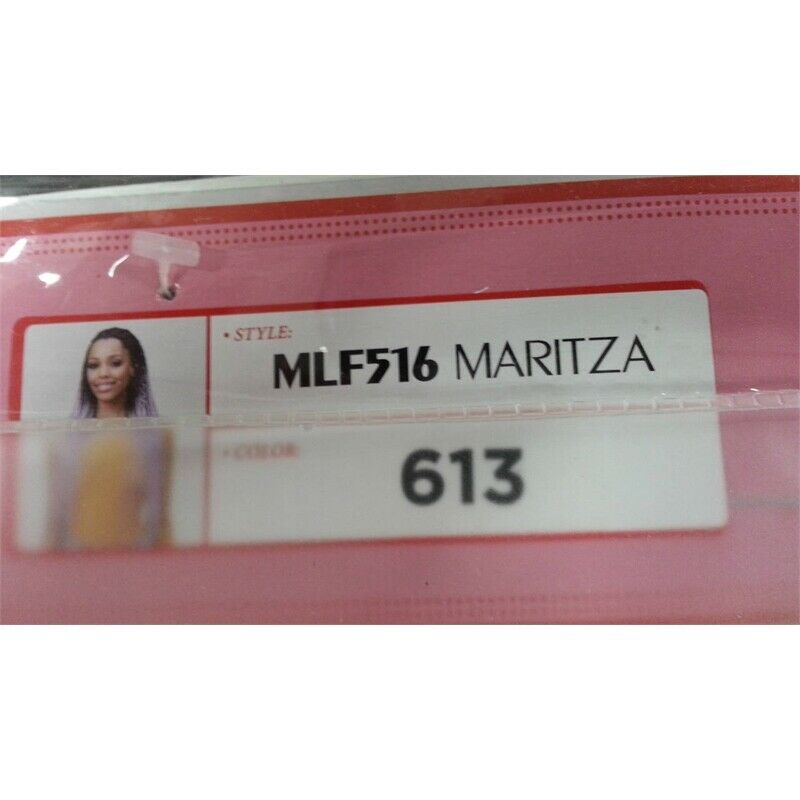 • STYLE:
MLF516 MARITZA
• COLOR:
613